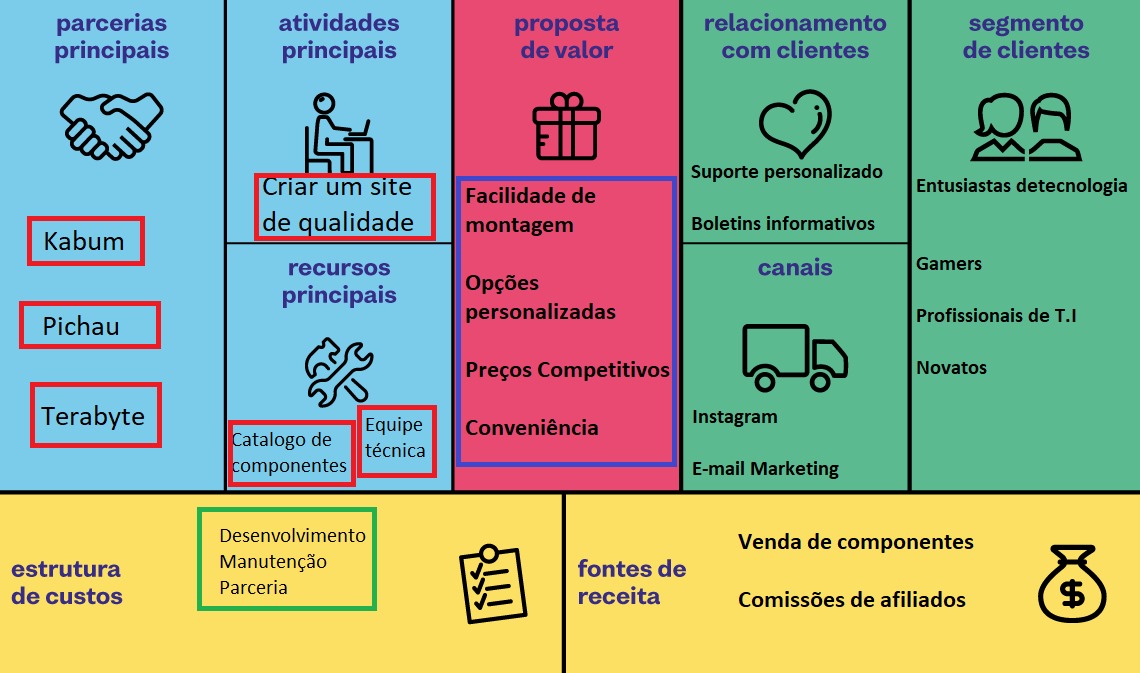 parcerias
principais
Kabum
Pichau
Terabyte
atividades
principais
Criar um site
de qualidade
recursos
principais
Catalogo de
componentes
Equipe
técnica
proposta
de valor
Facilidade de
montagem
Opções
personalizadas
Preços Competitivos
Conveniência
relacionamento
com clientes
Suporte personalizado
Boletins informativos
canais
Instagram
E-mail Marketing
segmento
de clientes
Entusiastas detecnologia
Gamers
Profissionais de T.I
Novatos
estrutura
de custos
Desenvolvimento
Manutenção
Parceria
fontes de
receita
Venda de componentes
Comissões de afiliados
$